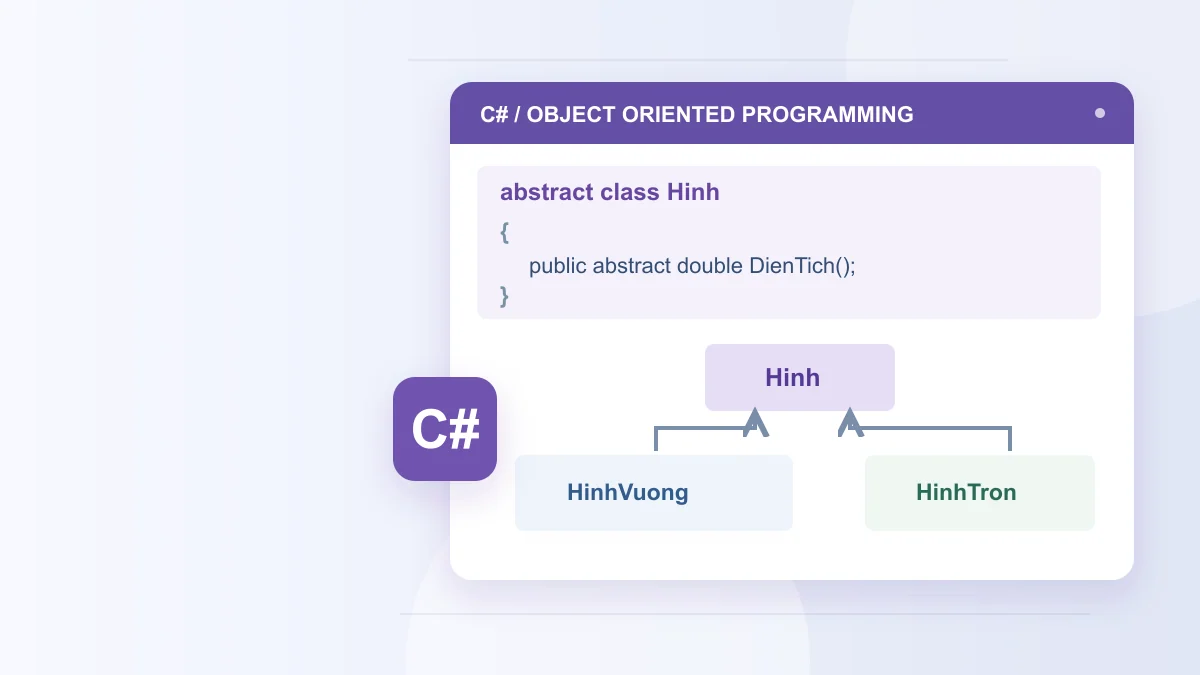 C# / OBJECT ORIENTED PROGRAMMING
abstract class Hinh
{
public abstract double DienTich();
}
Hinh
C#
HinhVuong
HinhTron